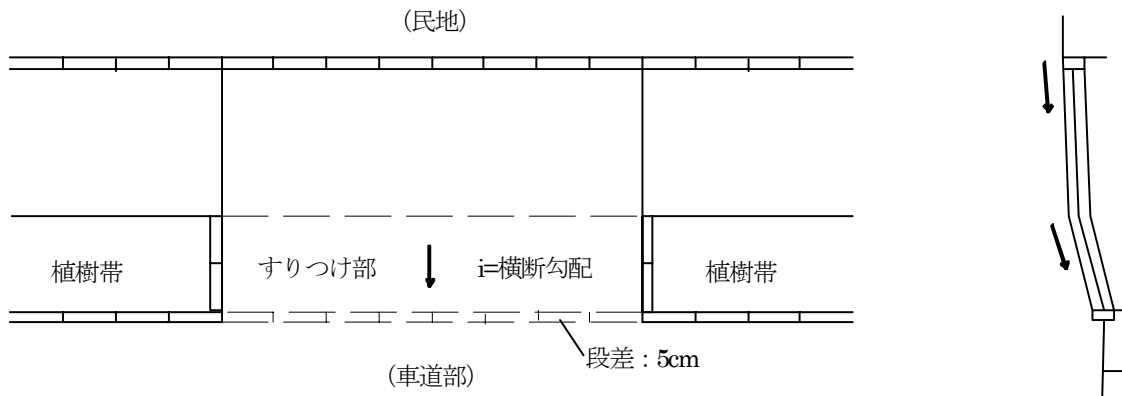 (民地)
植樹帯
すりつけ部
i=横断勾配
植樹帯
段差：5cm
(車道部)